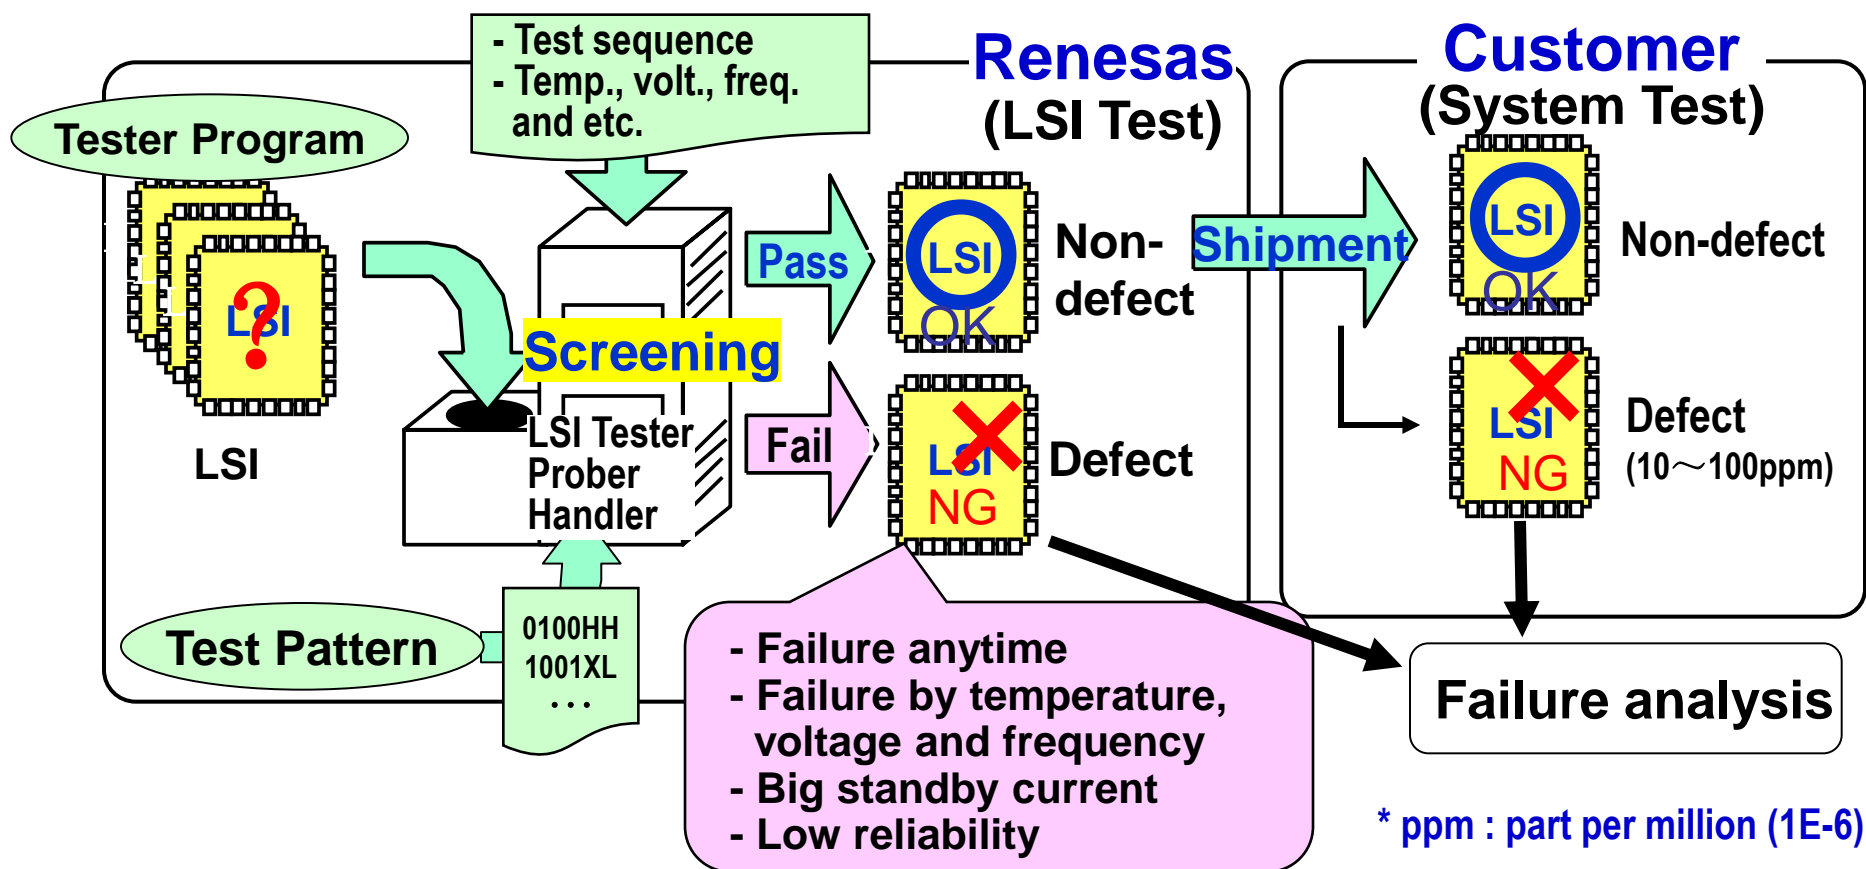 - Test sequence
- Temp., volt., freq.
and etc.
Renesas
(LSI Test)
Customer
(System Test)
Tester Program
LSI
?
LSI
Screening
LSI Tester
Prober
Handler
Pass
LSI
OK
Non-
defect
Fail
LSI
NG
Defect
Shipment
LSI
OK
Non-defect
LSI
NG
Defect
(10～100ppm)
Test Pattern
0100HH
1001XL
...
- Failure anytime
- Failure by temperature,
voltage and frequency
- Big standby current
- Low reliability
Failure analysis
* ppm : part per million (1E-6)